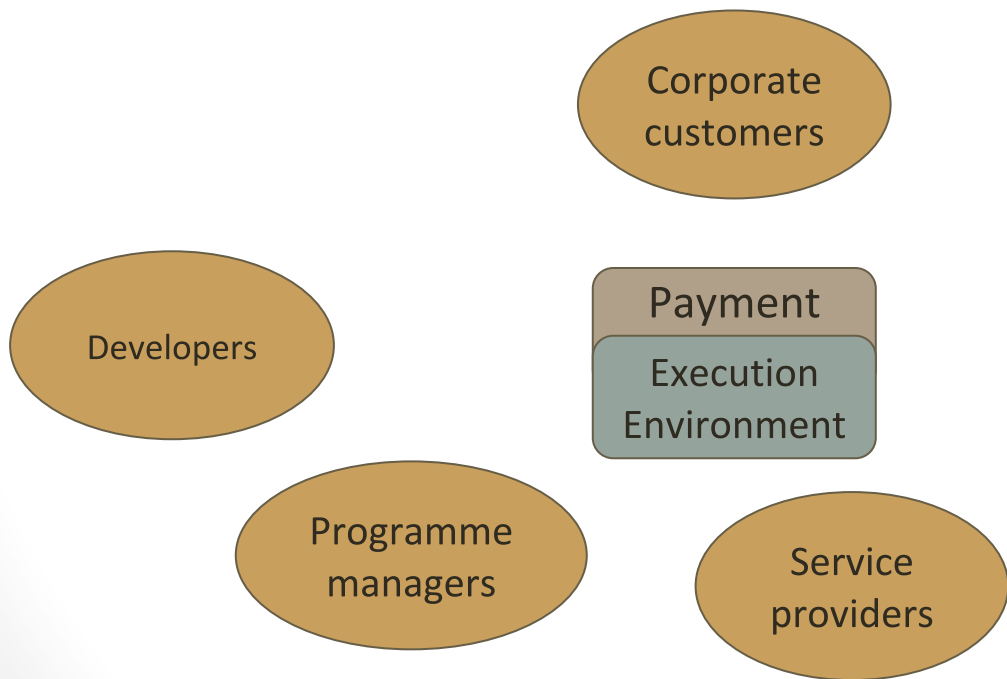 Corporate
customers
Payment
Developers
Execution
Environment
Programme
managers
Service
providers